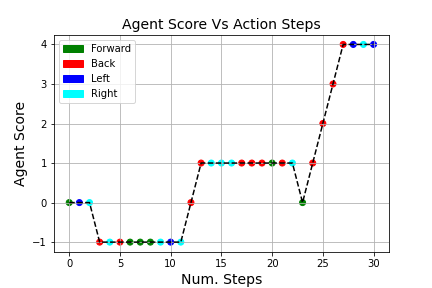 Agent Score Vs Action Steps
Forward
Back
Left
Right
4
3
2
1
0
−1
Agent Score
0 5 10 15 20 25 30
Num. Steps